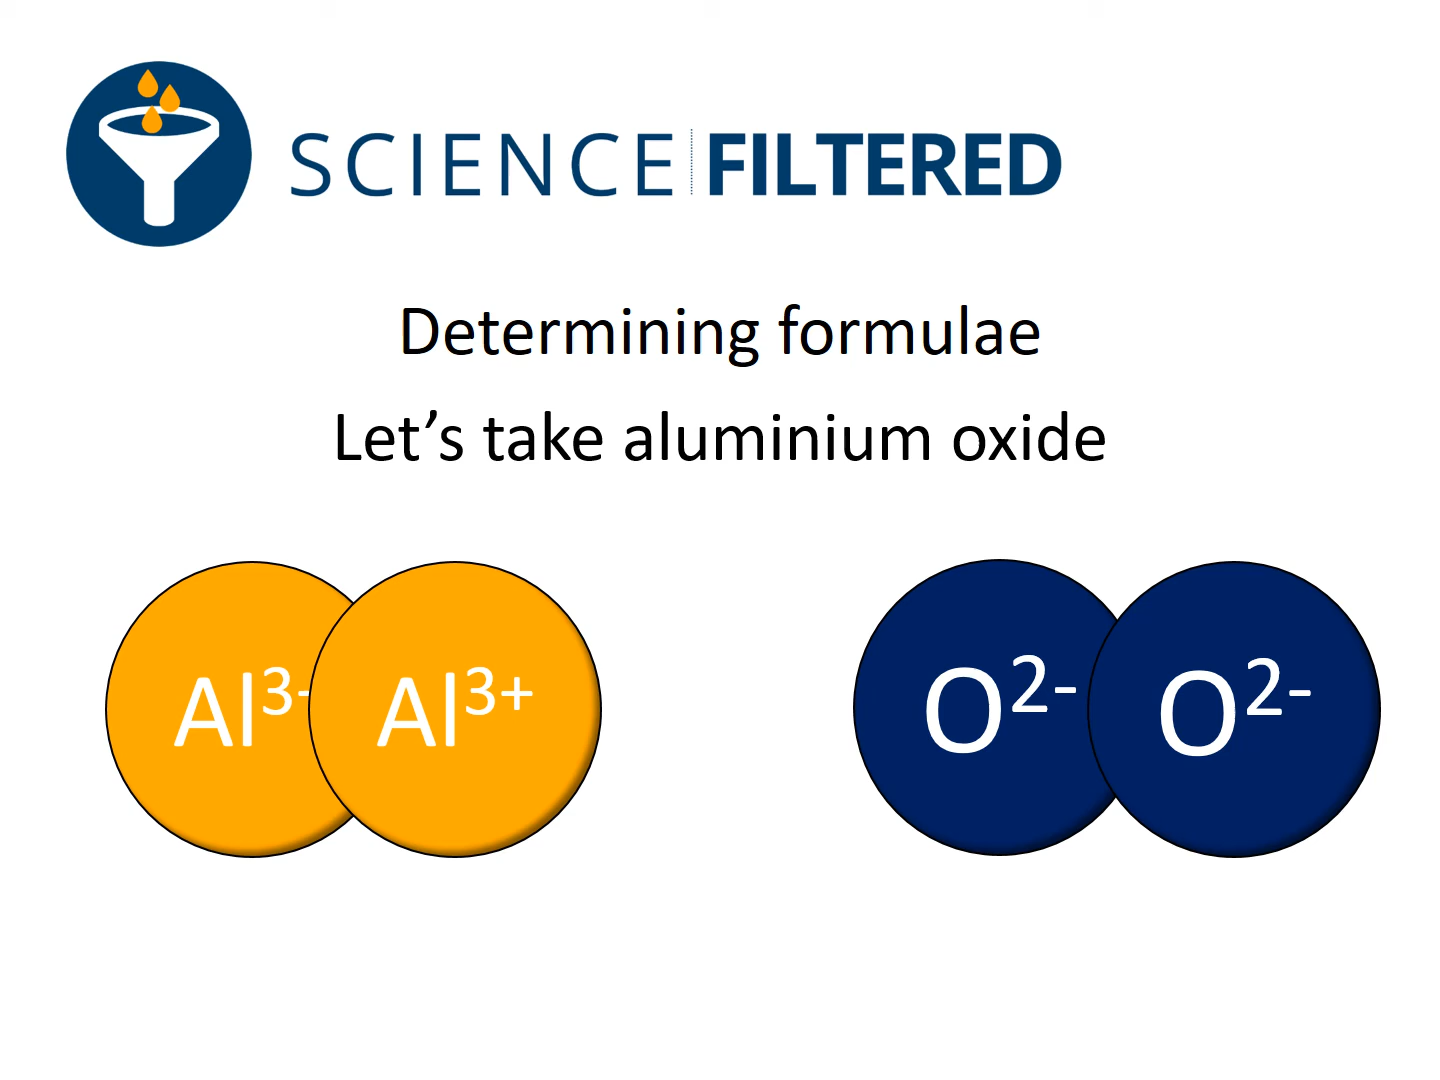 SCIENCE FILTERED
Determining formulae
Let’s take aluminium oxide
Al³⁻ Al³⁺ O²⁻ O²⁻